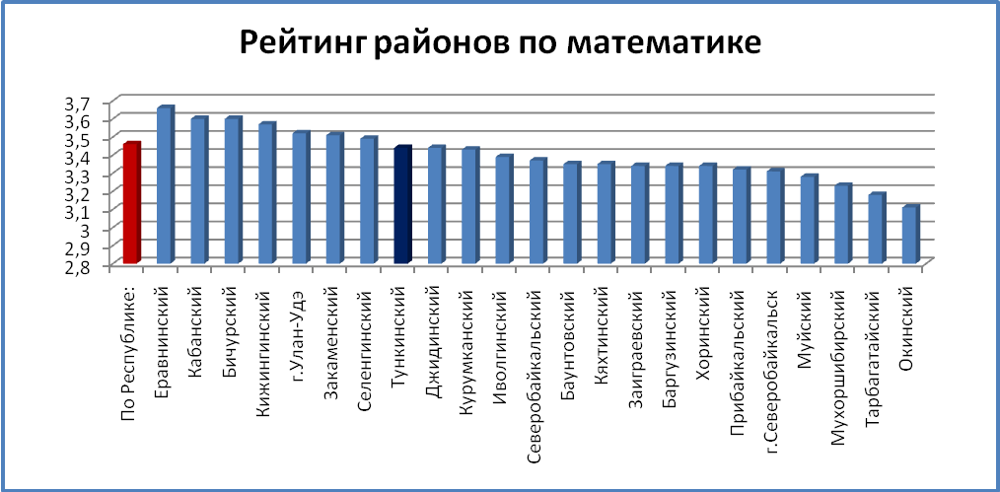 Рейтинг районов по математике
3,7
3,6
3,5
3,4
3,3
3,2
3,1
3
2,9
2,8
По Республике:
Еравнинский
Кабанский
Бичурский
Кижингинский
г.Улан-Удэ
Закаменский
Селенгинский
Тункинский
Джидинский
Курумканский
Иволгинский
Северобайкальский
Баунтовский
Кяхтинский
Заиграевский
Баргузинский
Хоринский
Прибайкальский
г.Северобайкальск
Муйский
Мухоршибирский
Тарбагатайский
Окинский